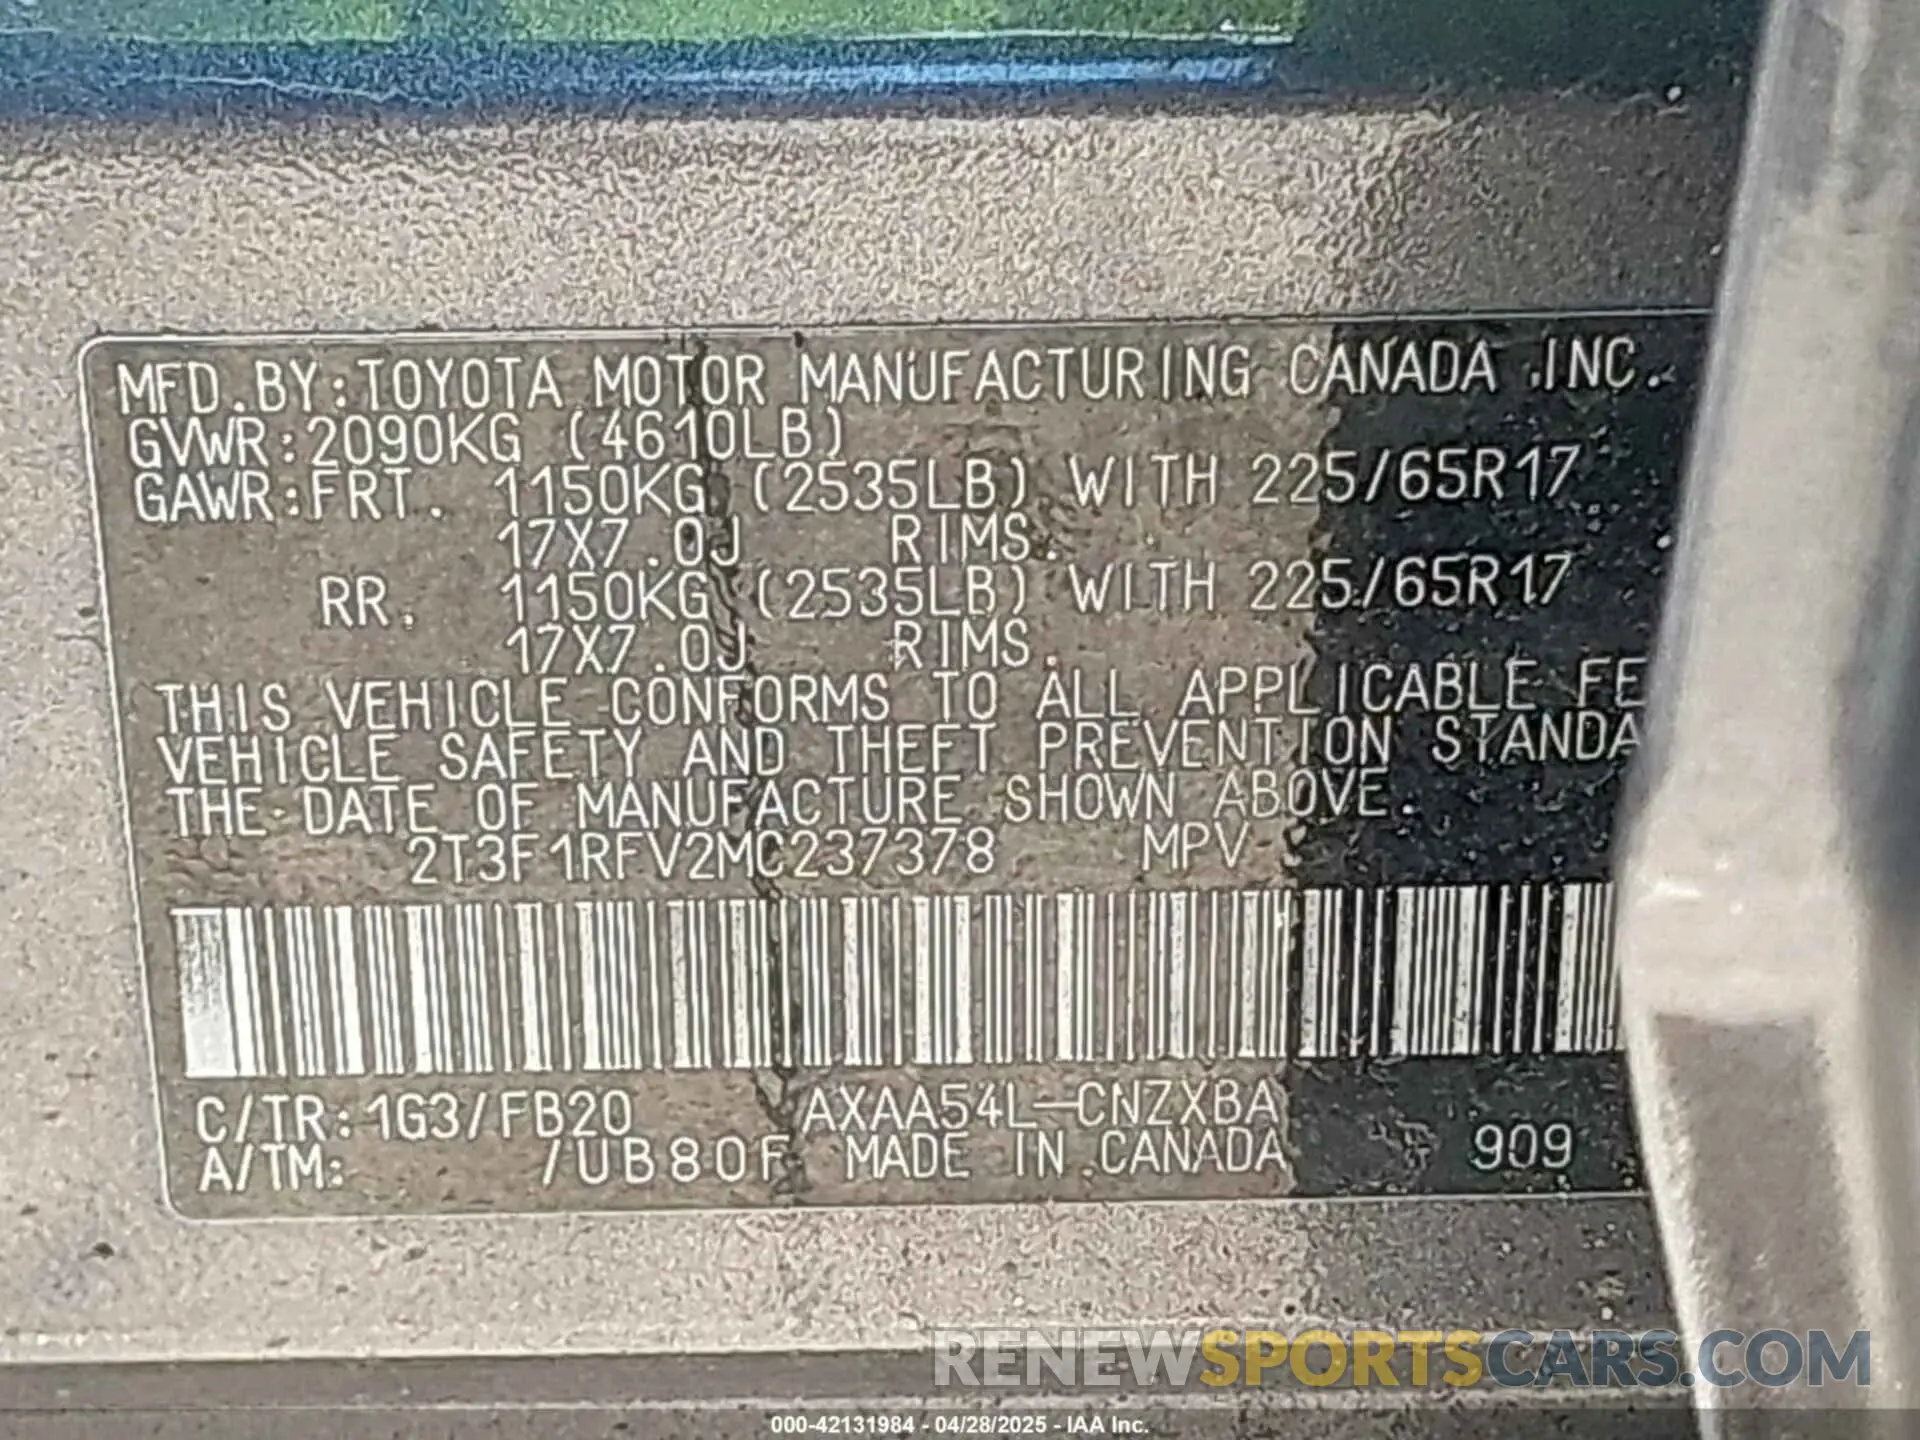 MFD.BY:TOYOTA MOTOR MANUFACTURING CANADA INC.
GVWR:2090KG (4610LB)
GAWR:FRT. 1150KG (2535LB) WITH 225/65R17
17X7.0J RIMS.
RR. 1150KG (2535LB) WITH 225/65R17
17X7.0J RIMS.
THIS VEHICLE CONFORMS TO ALL APPLICABLE FE
VEHICLE SAFETY AND THEFT PREVENTION STANDA
THE DATE OF MANUFACTURE SHOWN ABOVE.
2T3F1RFV2MC237378 MPV
C/TR:1G3/FB20 AXAA54L-CNZXBA
A/TM: /UB80F MADE IN CANADA 909
RENEWSPORTSCARS.COM
000-42131984 - 04/28/2025 - IAA Inc.